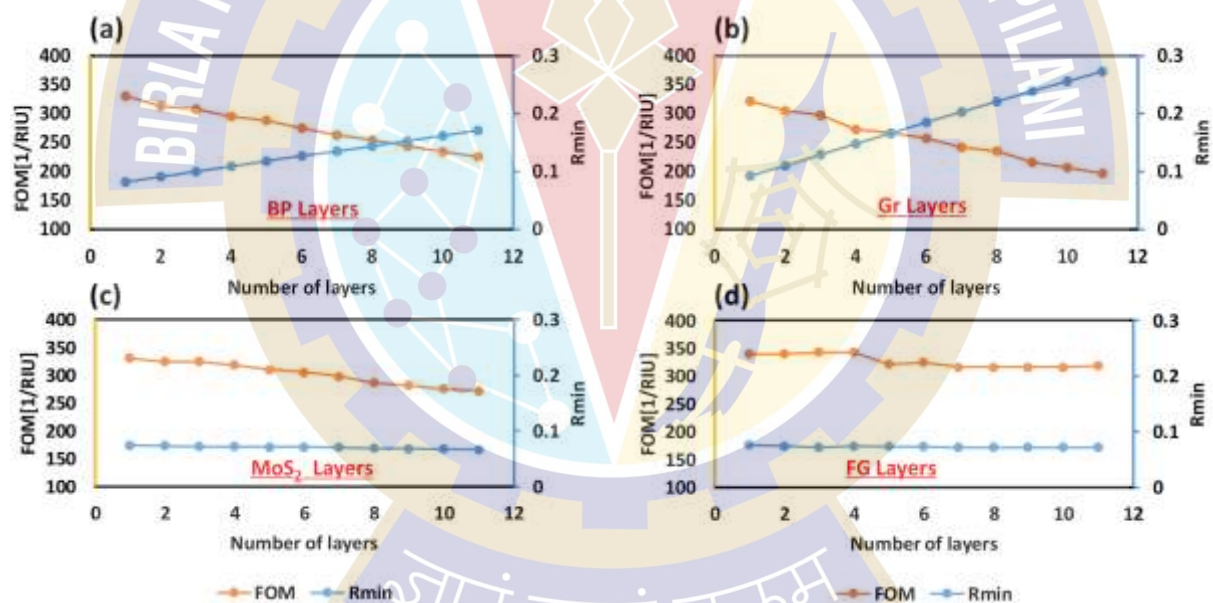 (a)
400
350
300
250
200
150
100
FOM[1/RIU]
0.3
0.2
0.1
0
Rmin
BP Layers
0 2 4 6 8 10 12
Number of layers
(b)
400
350
300
250
200
150
100
FOM[1/RIU]
0.3
0.2
0.1
0
Rmin
Gr Layers
0 2 4 6 8 10 12
Number of layers
(c)
400
350
300
250
200
150
100
FOM[1/RIU]
0.3
0.2
0.1
0
Rmin
MoS₂ Layers
0 2 4 6 8 10 12
Number of layers
(d)
400
350
300
250
200
150
100
FOM[1/RIU]
0.3
0.2
0.1
0
Rmin
FG Layers
0 2 4 6 8 10 12
Number of layers
FOM Rmin
FOM Rmin
BIRLA
PILANI